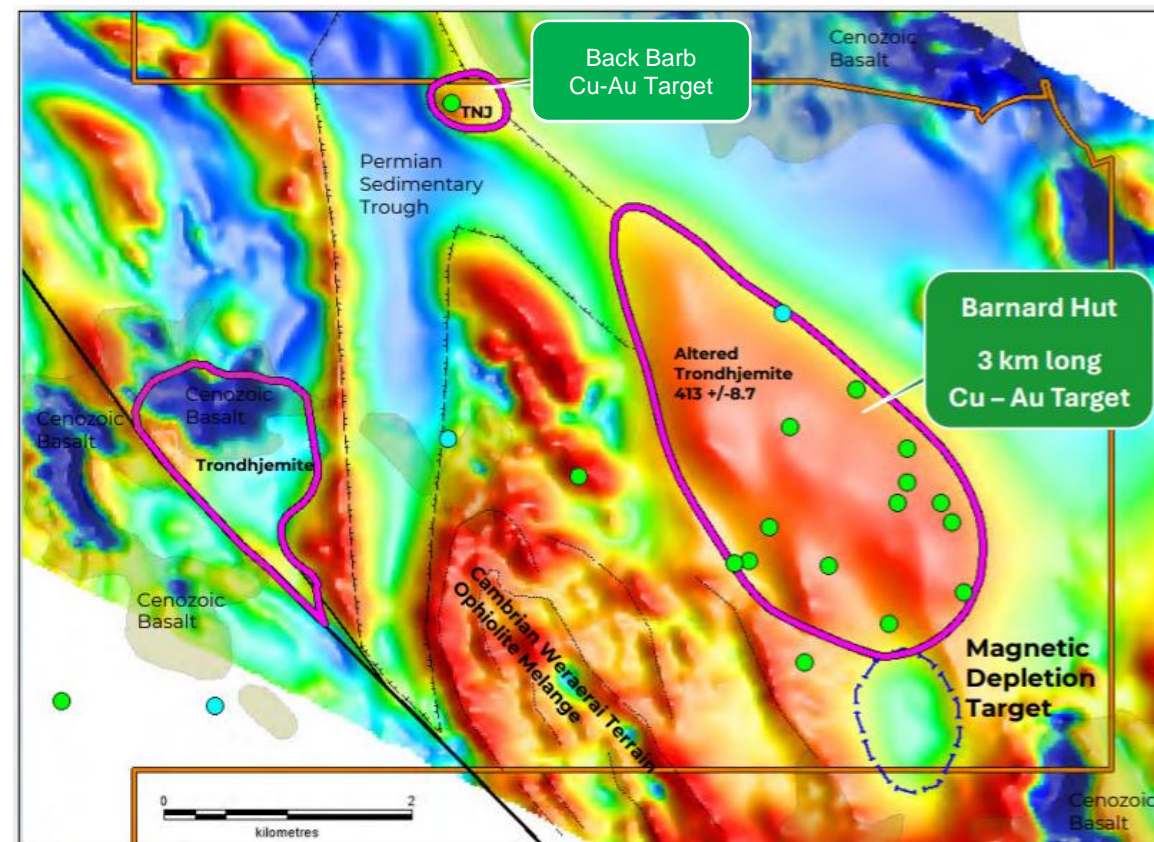 Cenozoic
Basalt
Back Barb
Cu-Au Target
TNJ
Permian
Sedimentary
Trough
Barnard Hut
3 km long
Cu – Au Target
Altered
Trondhjemite
413 +/-8.7
Cenozoic
Basalt
Cenozoic
Basalt
Trondhjemite
Cenozoic
Basalt
Cambrian Weraerai Terrain
Ophiolite Melange
Magnetic
Depletion
Target
Cenozoic
Basalt
0 2
kilometres